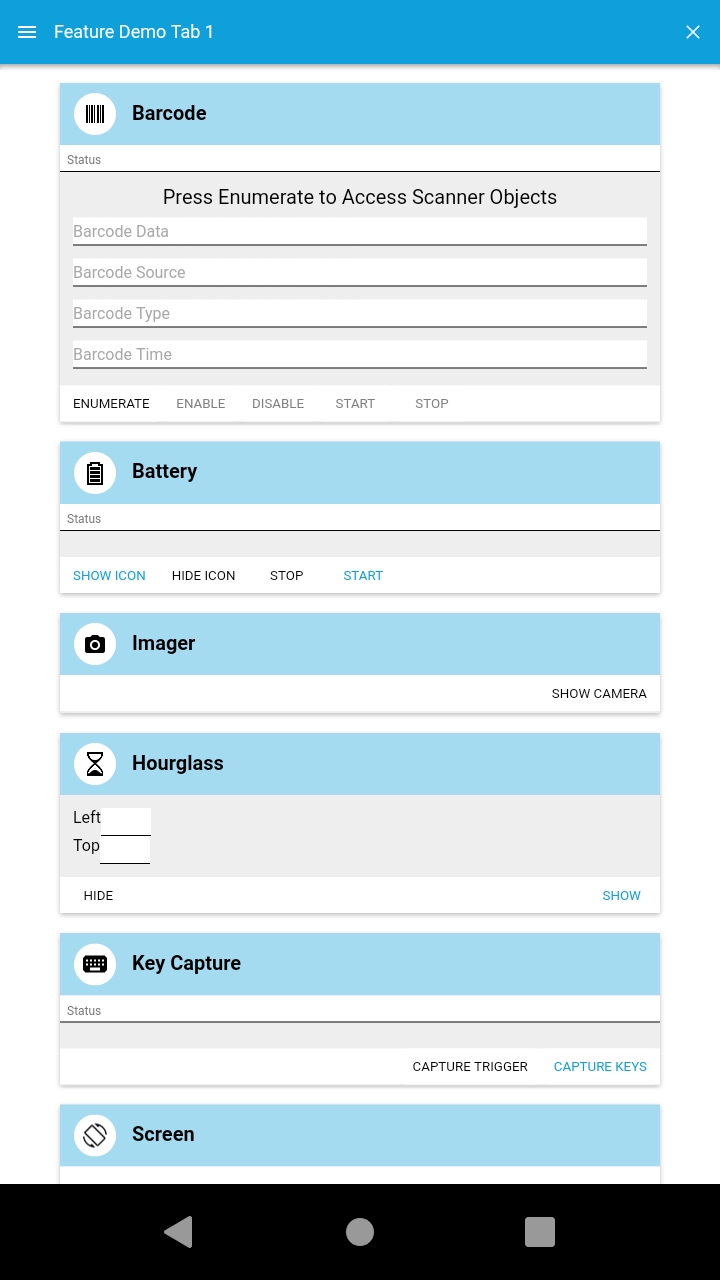 Feature Demo Tab 1
Barcode
Status
Press Enumerate to Access Scanner Objects
Barcode Data
Barcode Source
Barcode Type
Barcode Time
ENUMERATE ENABLE DISABLE START STOP
Battery
Status
SHOW ICON HIDE ICON STOP START
Imager
SHOW CAMERA
Hourglass
Left
Top
HIDE SHOW
Key Capture
Status
CAPTURE TRIGGER CAPTURE KEYS
Screen